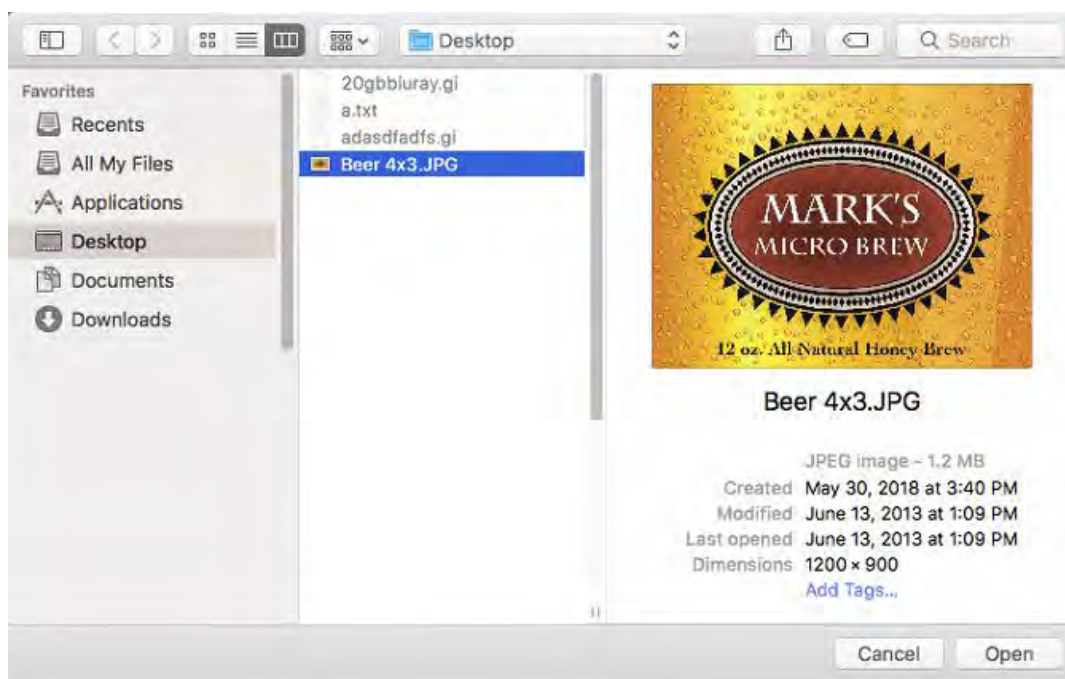 Desktop
Search
Favorites
Recents
All My Files
Applications
Desktop
Documents
Downloads
20gbbluray.gi
a.txt
adasdfadfs.gi
Beer 4x3.JPG
MARK'S
MICRO BREW
12 oz. All Natural Honey Brew
Beer 4x3.JPG
JPEG image - 1.2 MB
Created May 30, 2018 at 3:40 PM
Modified June 13, 2013 at 1:09 PM
Last opened June 13, 2013 at 1:09 PM
Dimensions 1200 × 900
Add Tags...
Cancel Open